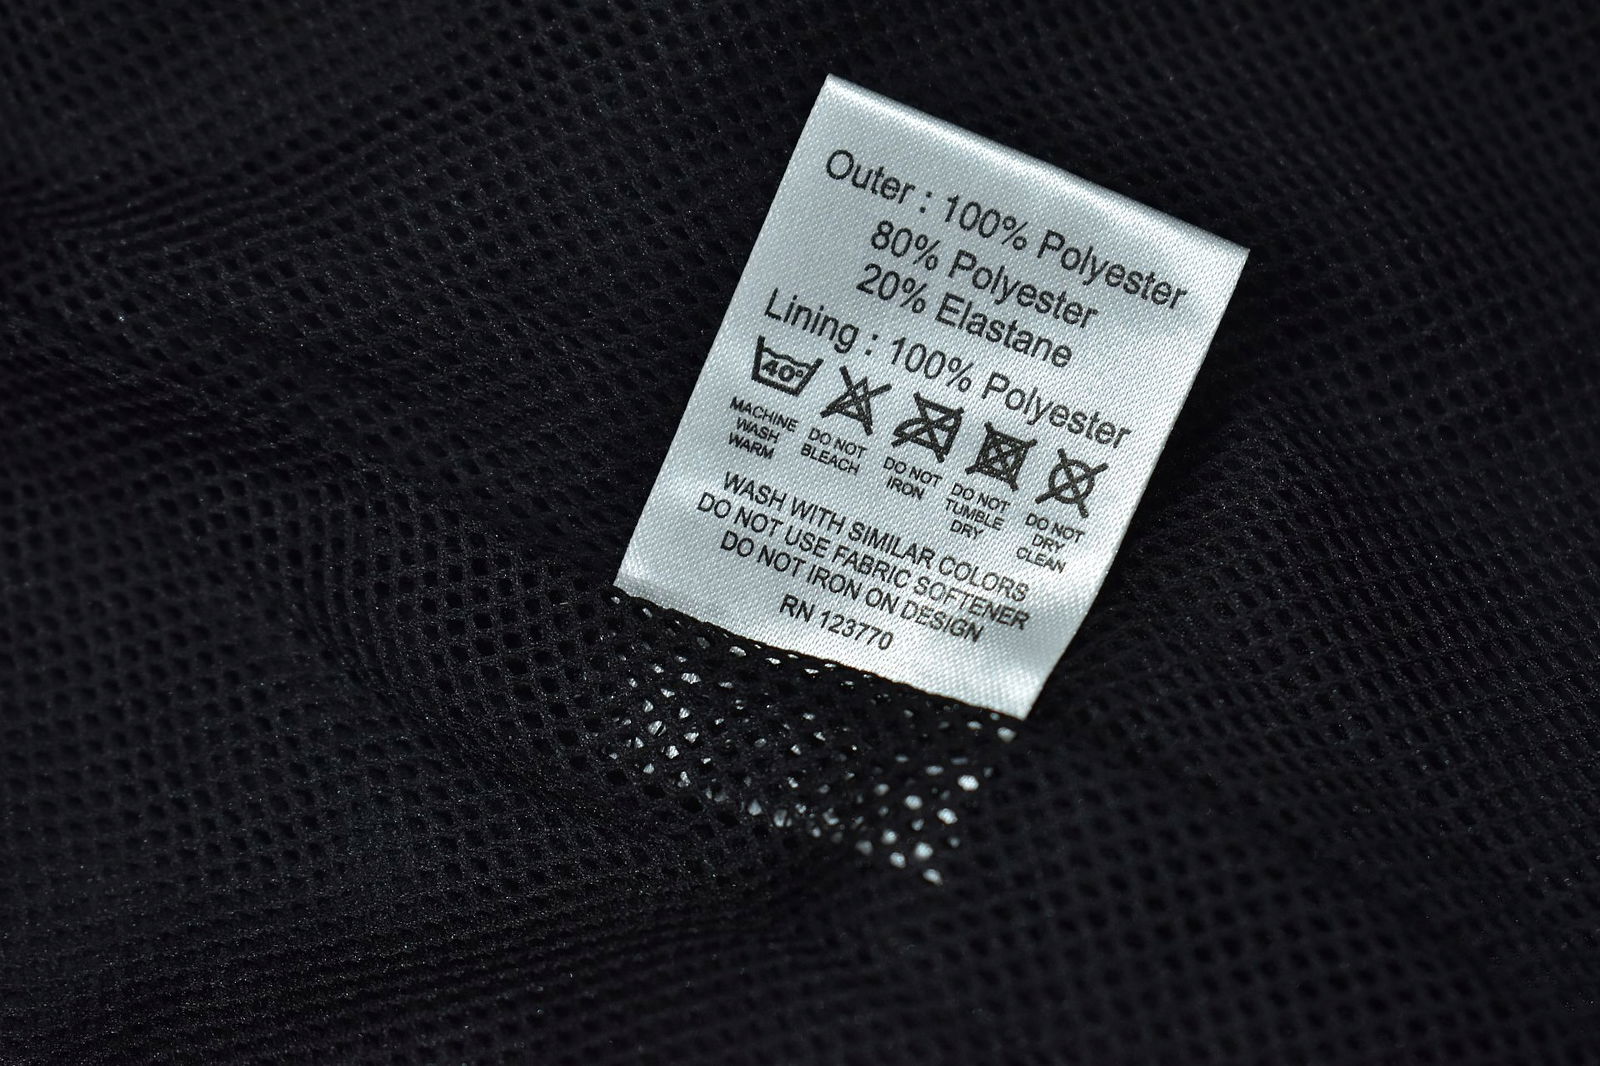 Outer : 100% Polyester
80% Polyester
20% Elastane
Lining : 100% Polyester
40°
MACHINE
WASH
WARM
DO NOT
BLEACH
DO NOT
IRON
DO NOT
TUMBLE
DRY
DO NOT
DRY
CLEAN
WASH WITH SIMILAR COLORS
DO NOT USE FABRIC SOFTENER
DO NOT IRON ON DESIGN
RN 123770